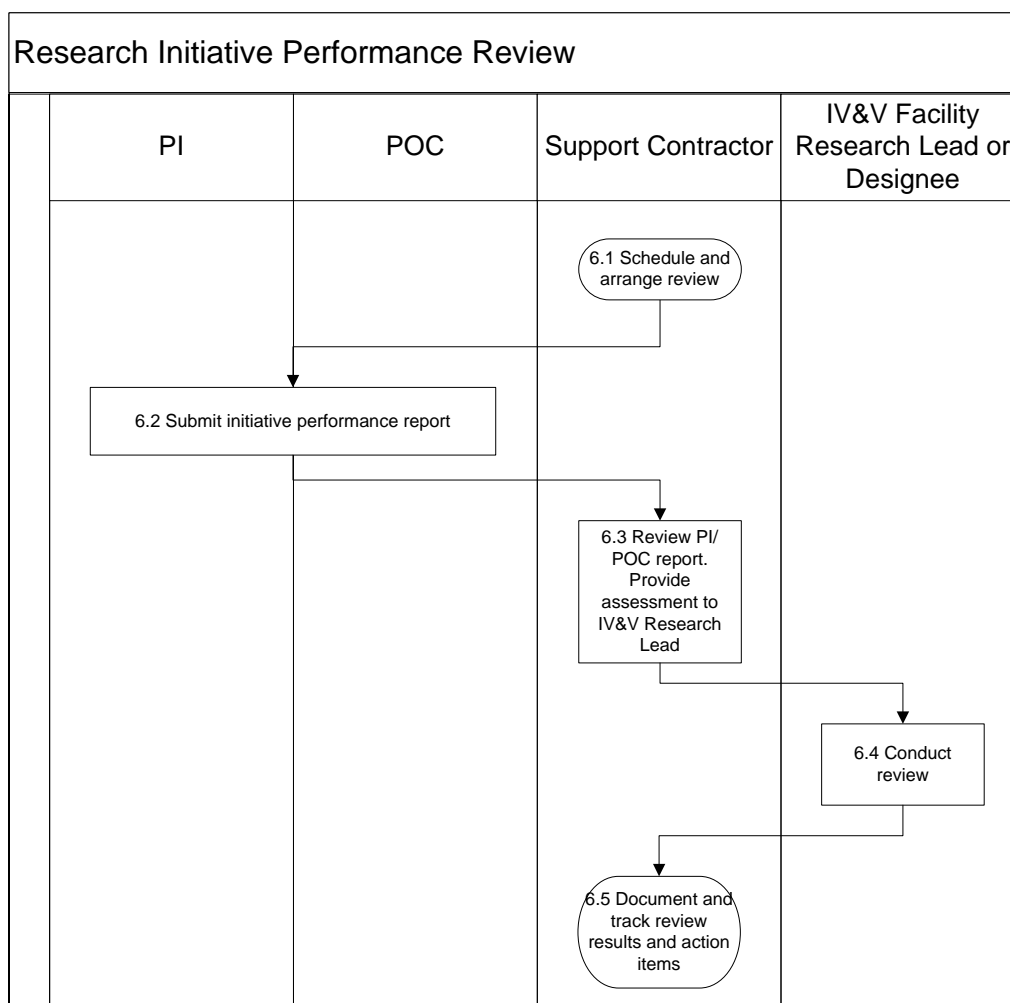 Research Initiative Performance Review
PI
POC
Support Contractor
IV&V Facility
Research Lead or
Designee
6.1 Schedule and
arrange review
6.2 Submit initiative performance report
6.3 Review PI/
POC report.
Provide
assessment to
IV&V Research
Lead
6.4 Conduct
review
6.5 Document and
track review
results and action
items